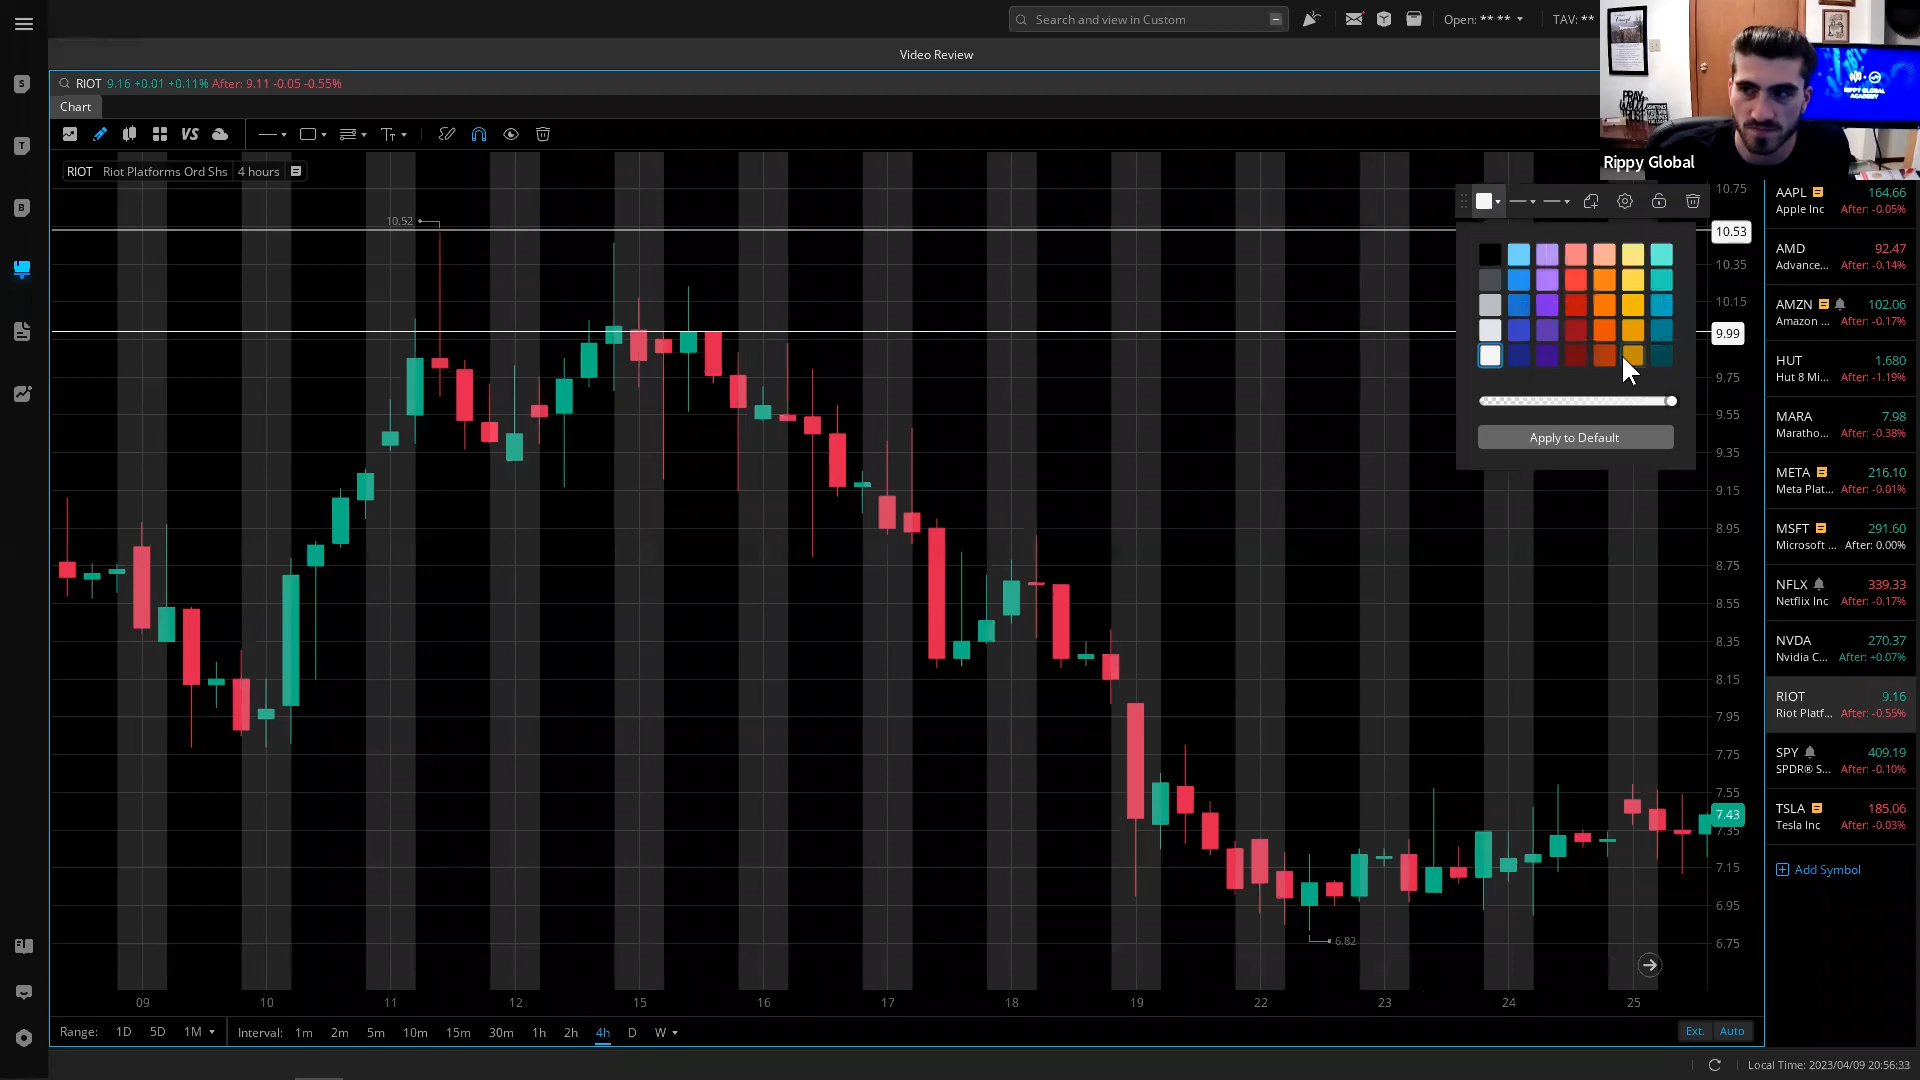 Search and view in Custom
Open: ** **
TAV: **
Video Review
RIOT 9.16 +0.01 +0.11% After: 9.11 -0.05 -0.55%
Chart
VS
RIOT Riot Platforms Ord Shs 4 hours
Rippy Global
RIPPY GLOBAL
ACADEMY
Apply to Default
10.52
6.82
10.75
10.53
10.35
10.15
9.99
9.75
9.55
9.35
9.15
8.95
8.75
8.55
8.35
8.15
7.95
7.75
7.55
7.43
7.35
7.15
6.95
6.75
09 10 11 12 15 16 17 18 19 22 23 24 25
AAPL 164.66
Apple Inc After: -0.05%
AMD 92.47
Advance... After: -0.14%
AMZN 102.06
Amazon ... After: -0.17%
HUT 1.680
Hut 8 Mi... After: -1.19%
MARA 7.98
Maratho... After: -0.38%
META 216.10
Meta Plat... After: -0.01%
MSFT 291.60
Microsoft ... After: 0.00%
NFLX 339.33
Netflix Inc After: -0.17%
NVDA 270.37
Nvidia C... After: +0.07%
RIOT 9.16
Riot Platf... After: -0.55%
SPY 409.19
SPDR® S... After: -0.10%
TSLA 185.06
Tesla Inc After: -0.03%
Add Symbol
Range: 1D 5D 1M Interval: 1m 2m 5m 10m 15m 30m 1h 2h 4h D W
Ext. Auto
Local Time: 2023/04/09 20:56:33